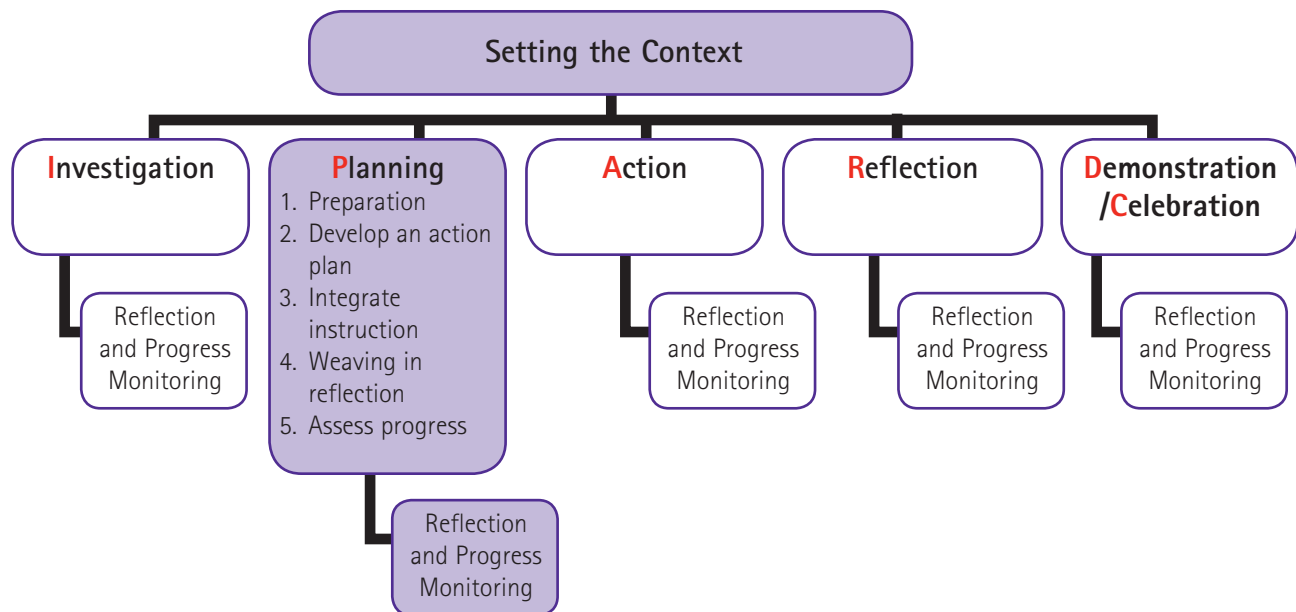 Setting the Context
Investigation
Reflection
and Progress
Monitoring
Planning
1. Preparation
2. Develop an action
plan
3. Integrate
instruction
4. Weaving in
reflection
5. Assess progress
Reflection
and Progress
Monitoring
Action
Reflection
and Progress
Monitoring
Reflection
Reflection
and Progress
Monitoring
Demonstration
/Celebration
Reflection
and Progress
Monitoring